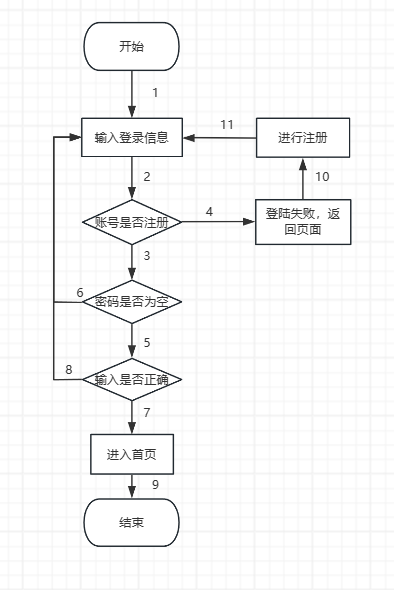 开始
1
输入登录信息
11
进行注册
2
10
账号是否注册
4
登陆失败，返
回页面
3
6
密码是否为空
5
8
输入是否正确
7
进入首页
9
结束